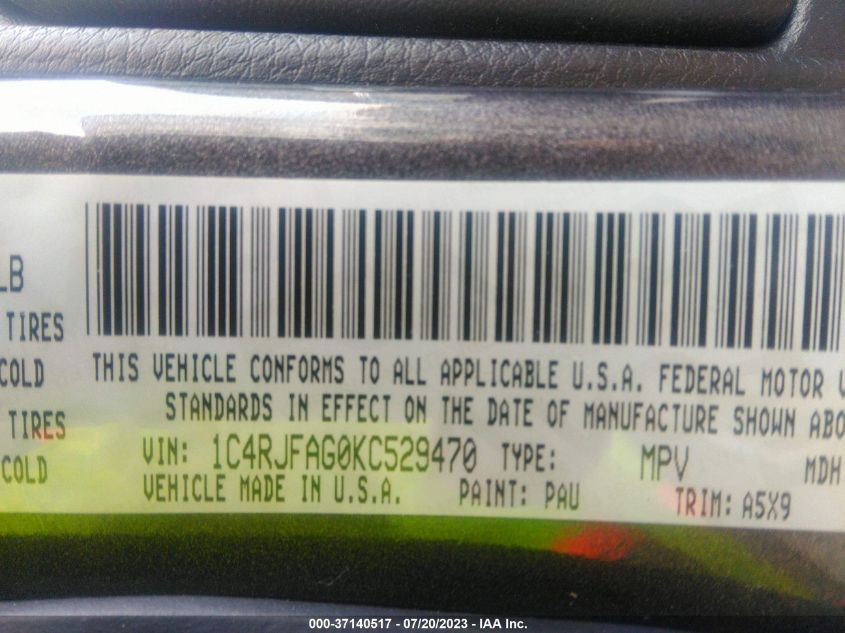 LB
TIRES
COLD
TIRES
COLD
THIS VEHICLE CONFORMS TO ALL APPLICABLE U.S.A. FEDERAL MOTOR V
STANDARDS IN EFFECT ON THE DATE OF MANUFACTURE SHOWN ABO
VIN: 1C4RJFAG0KC529470 TYPE: MPV MDH:
VEHICLE MADE IN U.S.A. PAINT: PAU TRIM: A5X9
000-37140517 - 07/20/2023 - IAA Inc.